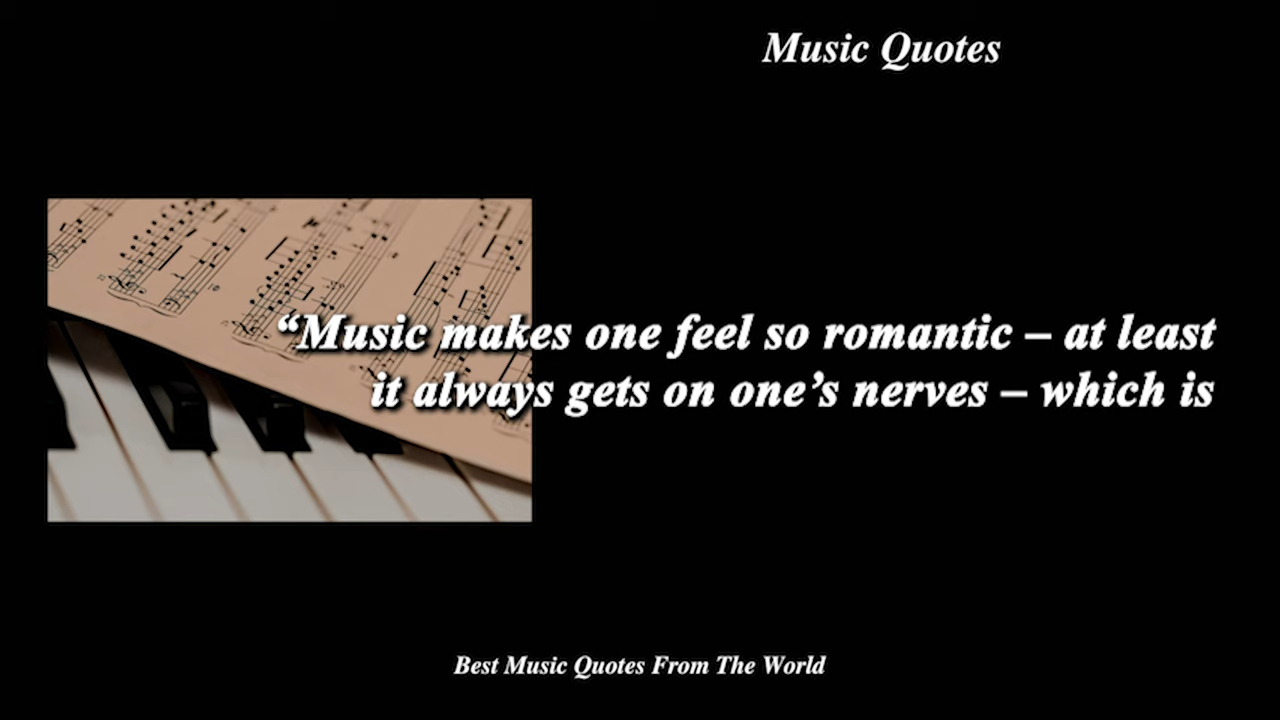 Music Quotes
“Music makes one feel so romantic – at least
it always gets on one’s nerves – which is
Best Music Quotes From The World